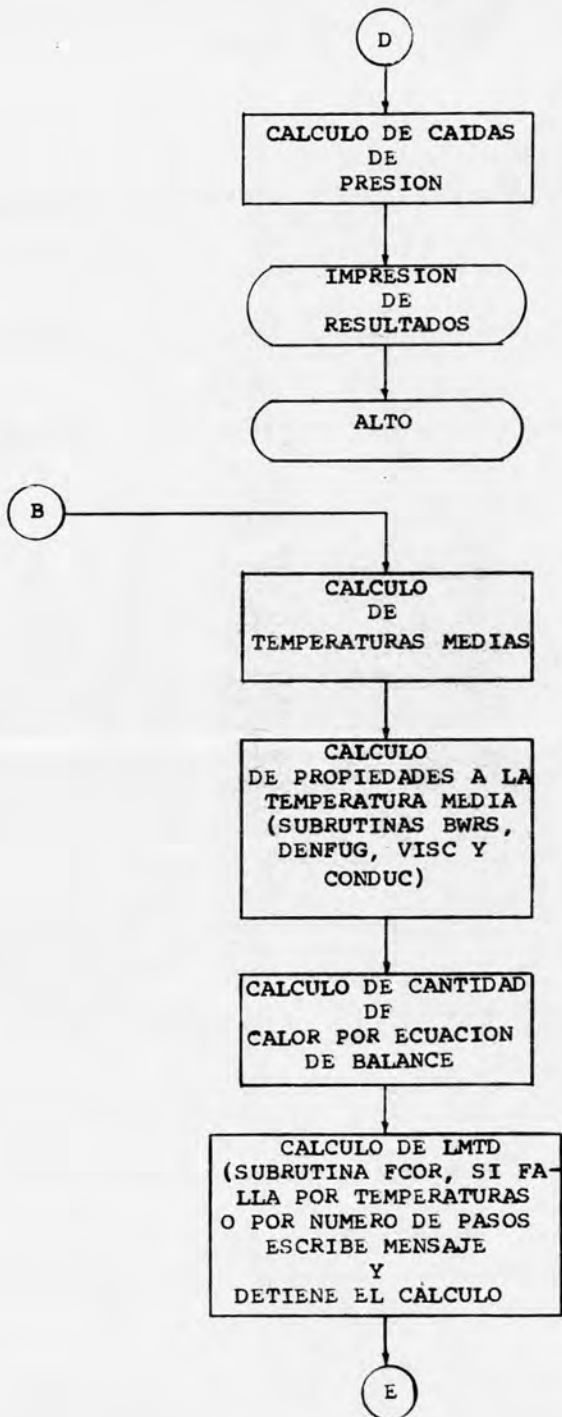 D
CALCULO DE CAIDAS
DE
PRESION
IMPRESION
DE
RESULTADOS
ALTO
B
CALCULO
DE
TEMPERATURAS MEDIAS
CALCULO
DE PROPIEDADES A LA
TEMPERATURA MEDIA
(SUBRUTINAS BWRS,
DENFUG, VISC Y
CONDUC)
CALCULO DE CANTIDAD
DE
CALOR POR ECUACION
DE BALANCE
CALCULO DE LMTD
(SUBRUTINA FCOR, SI FA-
LLA POR TEMPERATURAS
O POR NUMERO DE PASOS
ESCRIBE MENSAJE
Y
DETIENE EL CALCULO
E